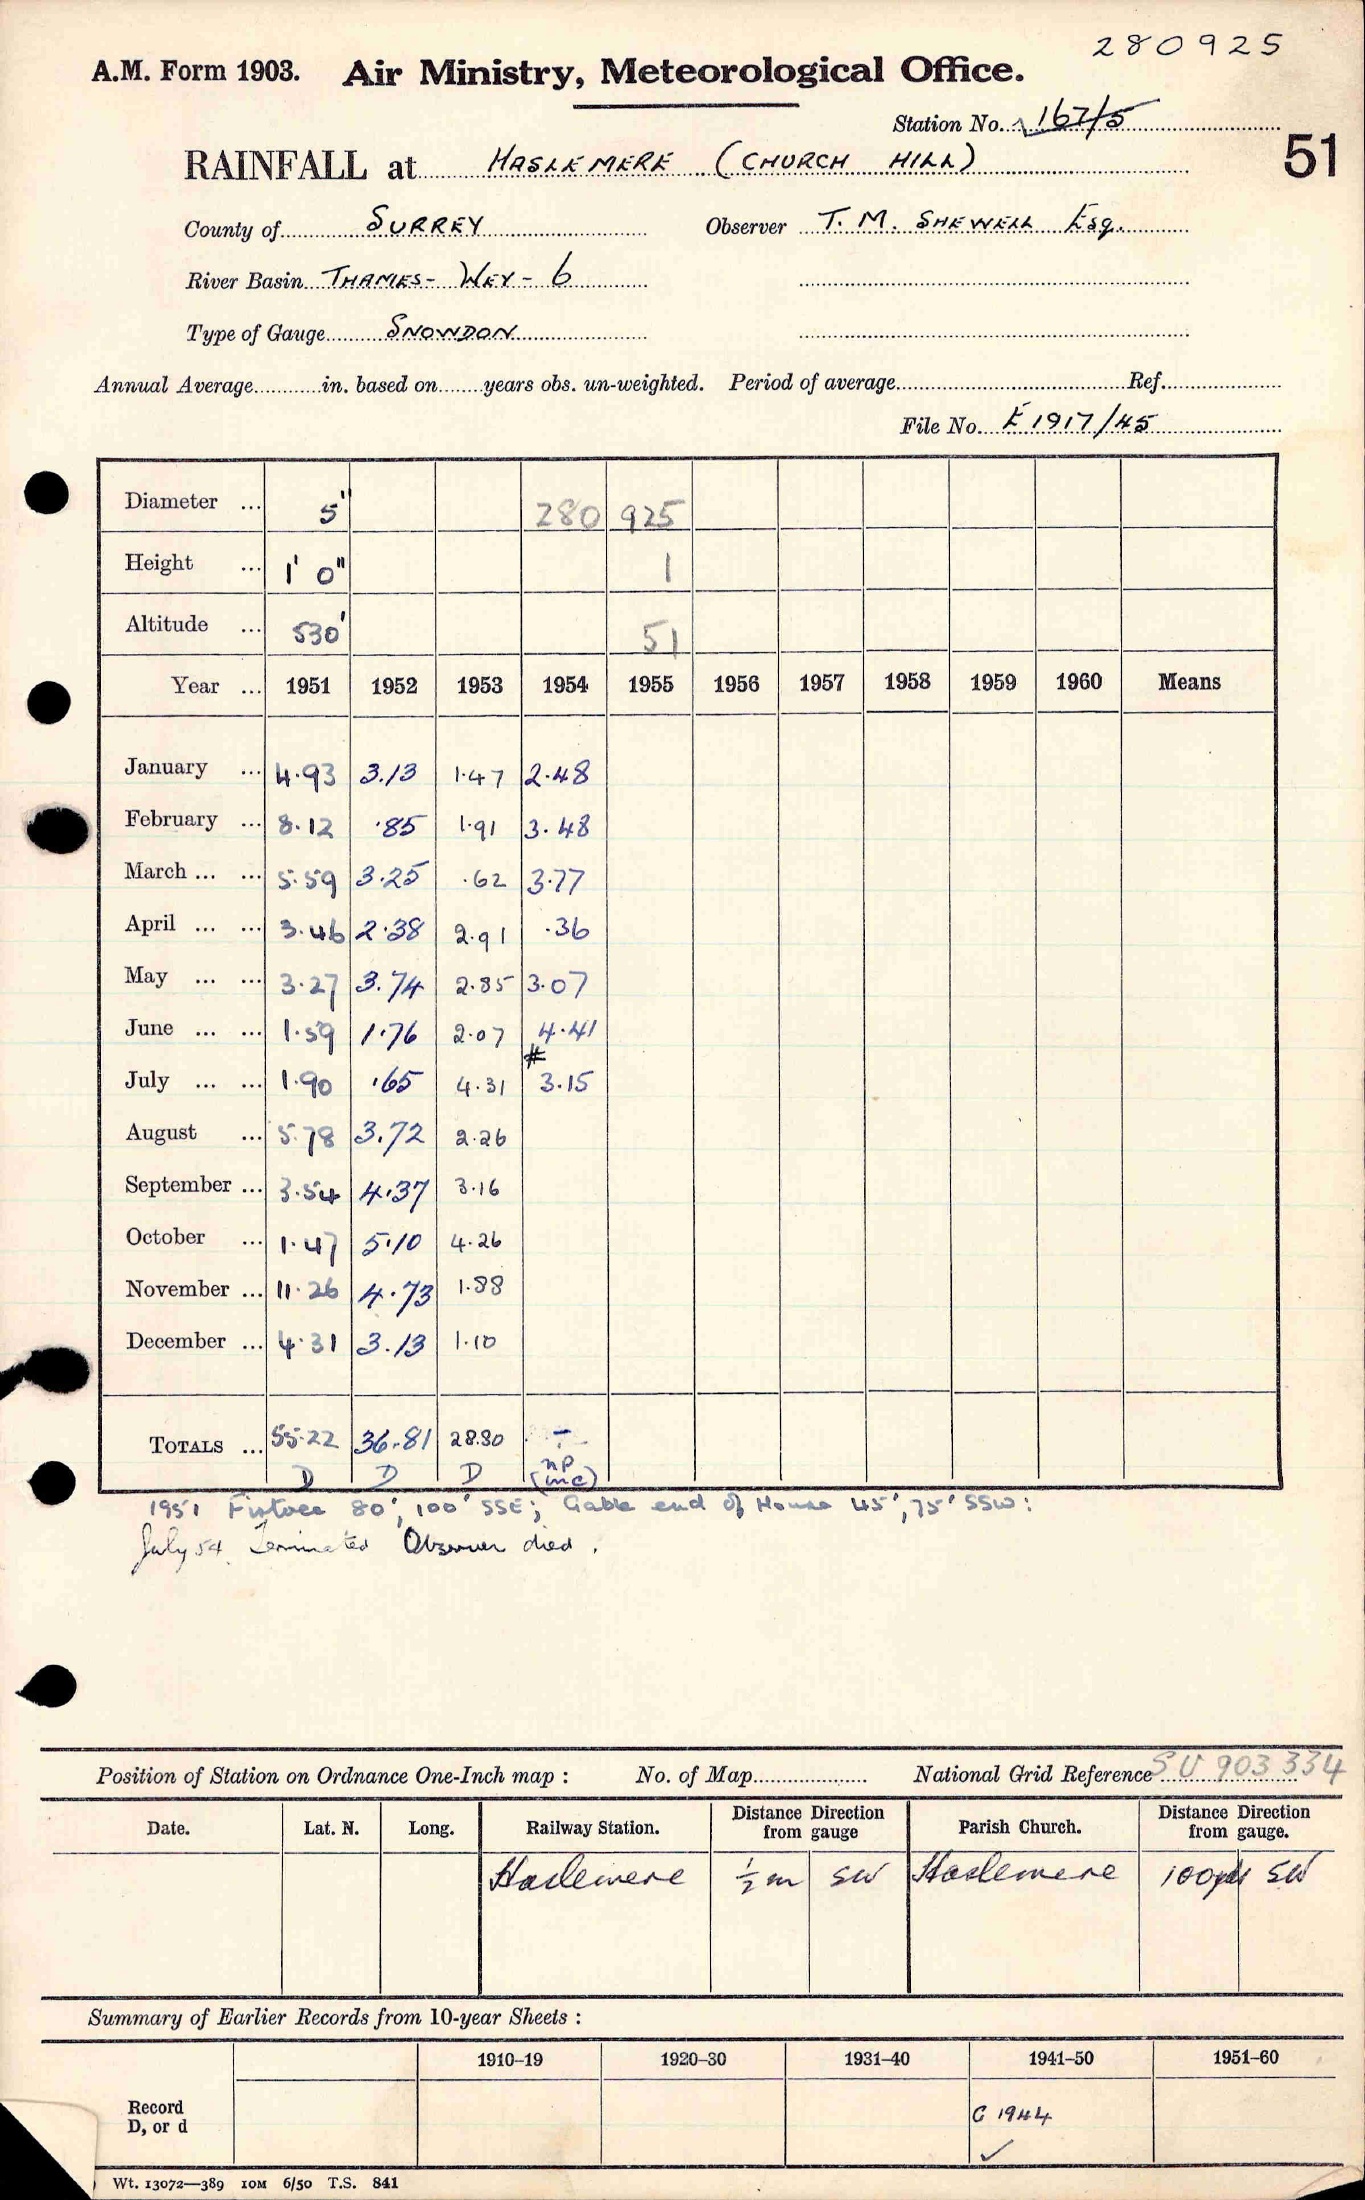 280925
A.M. Form 1903. Air Ministry, Meteorological Office.
Station No. 167/5
51
RAINFALL at HASLEMERE (CHURCH HILL)
County of SURREY Observer T. M. SHEWELL Esq.
River Basin THAMES - WEY - 6
Type of Gauge SNOWDON
Annual Average in. based on years obs. un-weighted. Period of average Ref.
File No. E1917/45
Diameter ... 5" 280 925
Height ... 1' 0" 1
Altitude ... 530' 51
Year ... 1951 1952 1953 1954 1955 1956 1957 1958 1959 1960 Means
January ... 4.93 3.13 1.47 2.48
February ... 8.12 .85 1.91 3.48
March ... ... 5.59 3.25 .62 3.77
April ... ... 3.46 2.38 2.91 .36
May ... ... 3.27 3.74 2.85 3.07
June ... ... 1.59 1.76 2.07 4.41
July ... ... 1.90 .65 4.31 # 3.15
August ... 5.78 3.72 2.26
September ... 3.54 4.37 3.16
October ... 1.47 5.10 4.26
November ... 11.26 4.73 1.88
December ... 4.31 3.13 1.10
TOTALS ... 55.22 36.81 28.80 -
D D D np (inc)
1951 Firtree 80', 100' SSE; Gable end of House 45', 75' SSW:
July 54 Terminated Observer died.
Position of Station on Ordnance One-Inch map : No. of Map National Grid Reference SU 903 334
Date. Lat. N. Long. Railway Station. Distance Direction from gauge Parish Church. Distance Direction from gauge.
Haslemere ½ m SW Haslemere 100yds SW
Summary of Earlier Records from 10-year Sheets :
1910–19 1920–30 1931–40 1941–50 1951–60
Record
D, or d
C 1944
✓
Wt. 13072—389 10M 6/50 T.S. 841